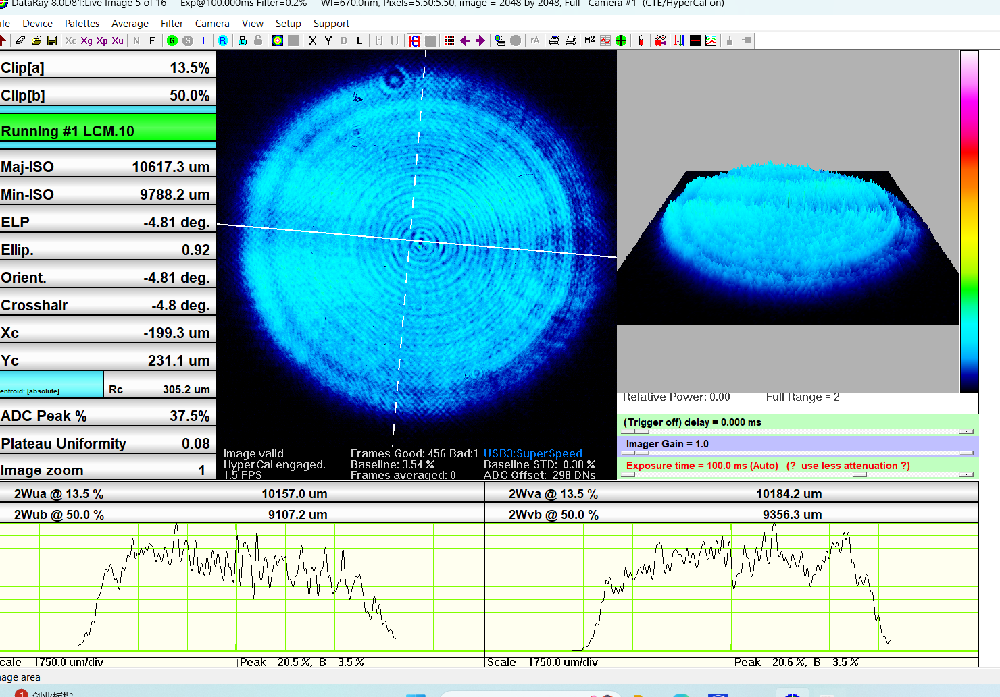 DataRay 8.0D81:Live Image 5 of 16 Exp@100.000ms Filter=0.2% Wl=670.0nm, Pixels=5.50:5.50, image = 2048 by 2048, Full Camera #1 (CTE/HyperCal on)
ile Device Palettes Average Filter Camera View Setup Support
Xc Xg Xp Xu N F G S 1 R X Y B L rA M²
Clip[a] 13.5%
Clip[b] 50.0%
Running #1 LCM.10
Maj-ISO 10617.3 um
Min-ISO 9788.2 um
ELP -4.81 deg.
Ellip. 0.92
Orient. -4.81 deg.
Crosshair -4.8 deg.
Xc -199.3 um
Yc 231.1 um
entroid: [absolute] Rc 305.2 um
ADC Peak % 37.5%
Plateau Uniformity 0.08
Image zoom 1
Image valid Frames Good: 456 Bad:1 USB3:SuperSpeed
HyperCal engaged. Baseline: 3.54 % Baseline STD: 0.38 %
1.5 FPS Frames averaged: 0 ADC Offset: -298 DNs
Relative Power: 0.00 Full Range = 2
(Trigger off) delay = 0.000 ms
Imager Gain = 1.0
Exposure time = 100.0 ms (Auto) (? use less attenuation ?)
2Wua @ 13.5 % 10157.0 um
2Wub @ 50.0 % 9107.2 um
2Wva @ 13.5 % 10184.2 um
2Wvb @ 50.0 % 9356.3 um
cale = 1750.0 um/div Peak = 20.5 %, B = 3.5 %
Scale = 1750.0 um/div Peak = 20.6 %, B = 3.5 %
nage area
1 创业板指